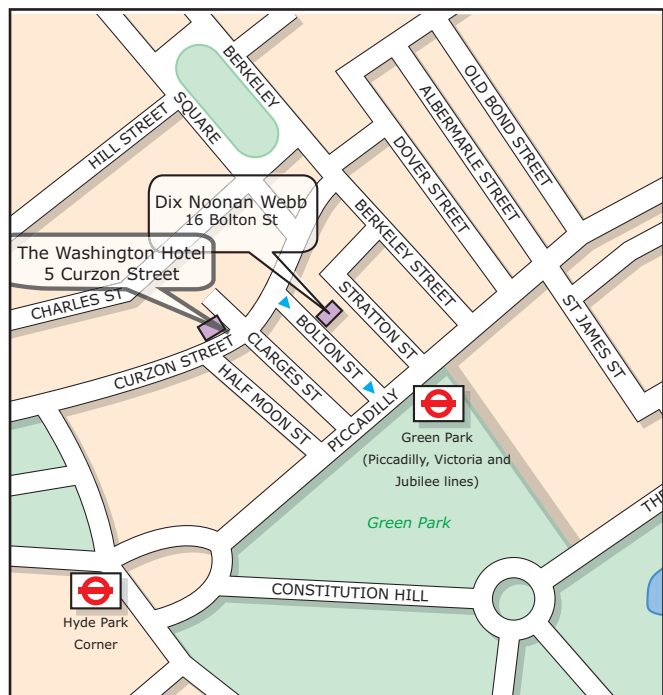 BERKELEY
SQUARE
HILL STREET
OLD BOND STREET
ALBERMARLE STREET
DOVER STREET
Dix Noonan Webb
16 Bolton St
BERKELEY STREET
The Washington Hotel
5 Curzon Street
CHARLES ST
STRATTON ST
ST JAMES ST
BOLTON ST
CURZON STREET
CLARGES ST
HALF MOON ST
PICCADILLY
Green Park
(Piccadilly, Victoria and
Jubilee lines)
THE
Green Park
CONSTITUTION HILL
Hyde Park
Corner